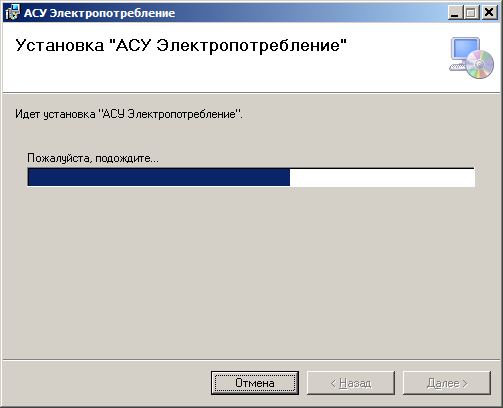 АСУ Электропотребление
Установка "АСУ Электропотребление"
Идет установка "АСУ Электропотребление".
Пожалуйста, подождите...
Отмена
< Назад
Далее >